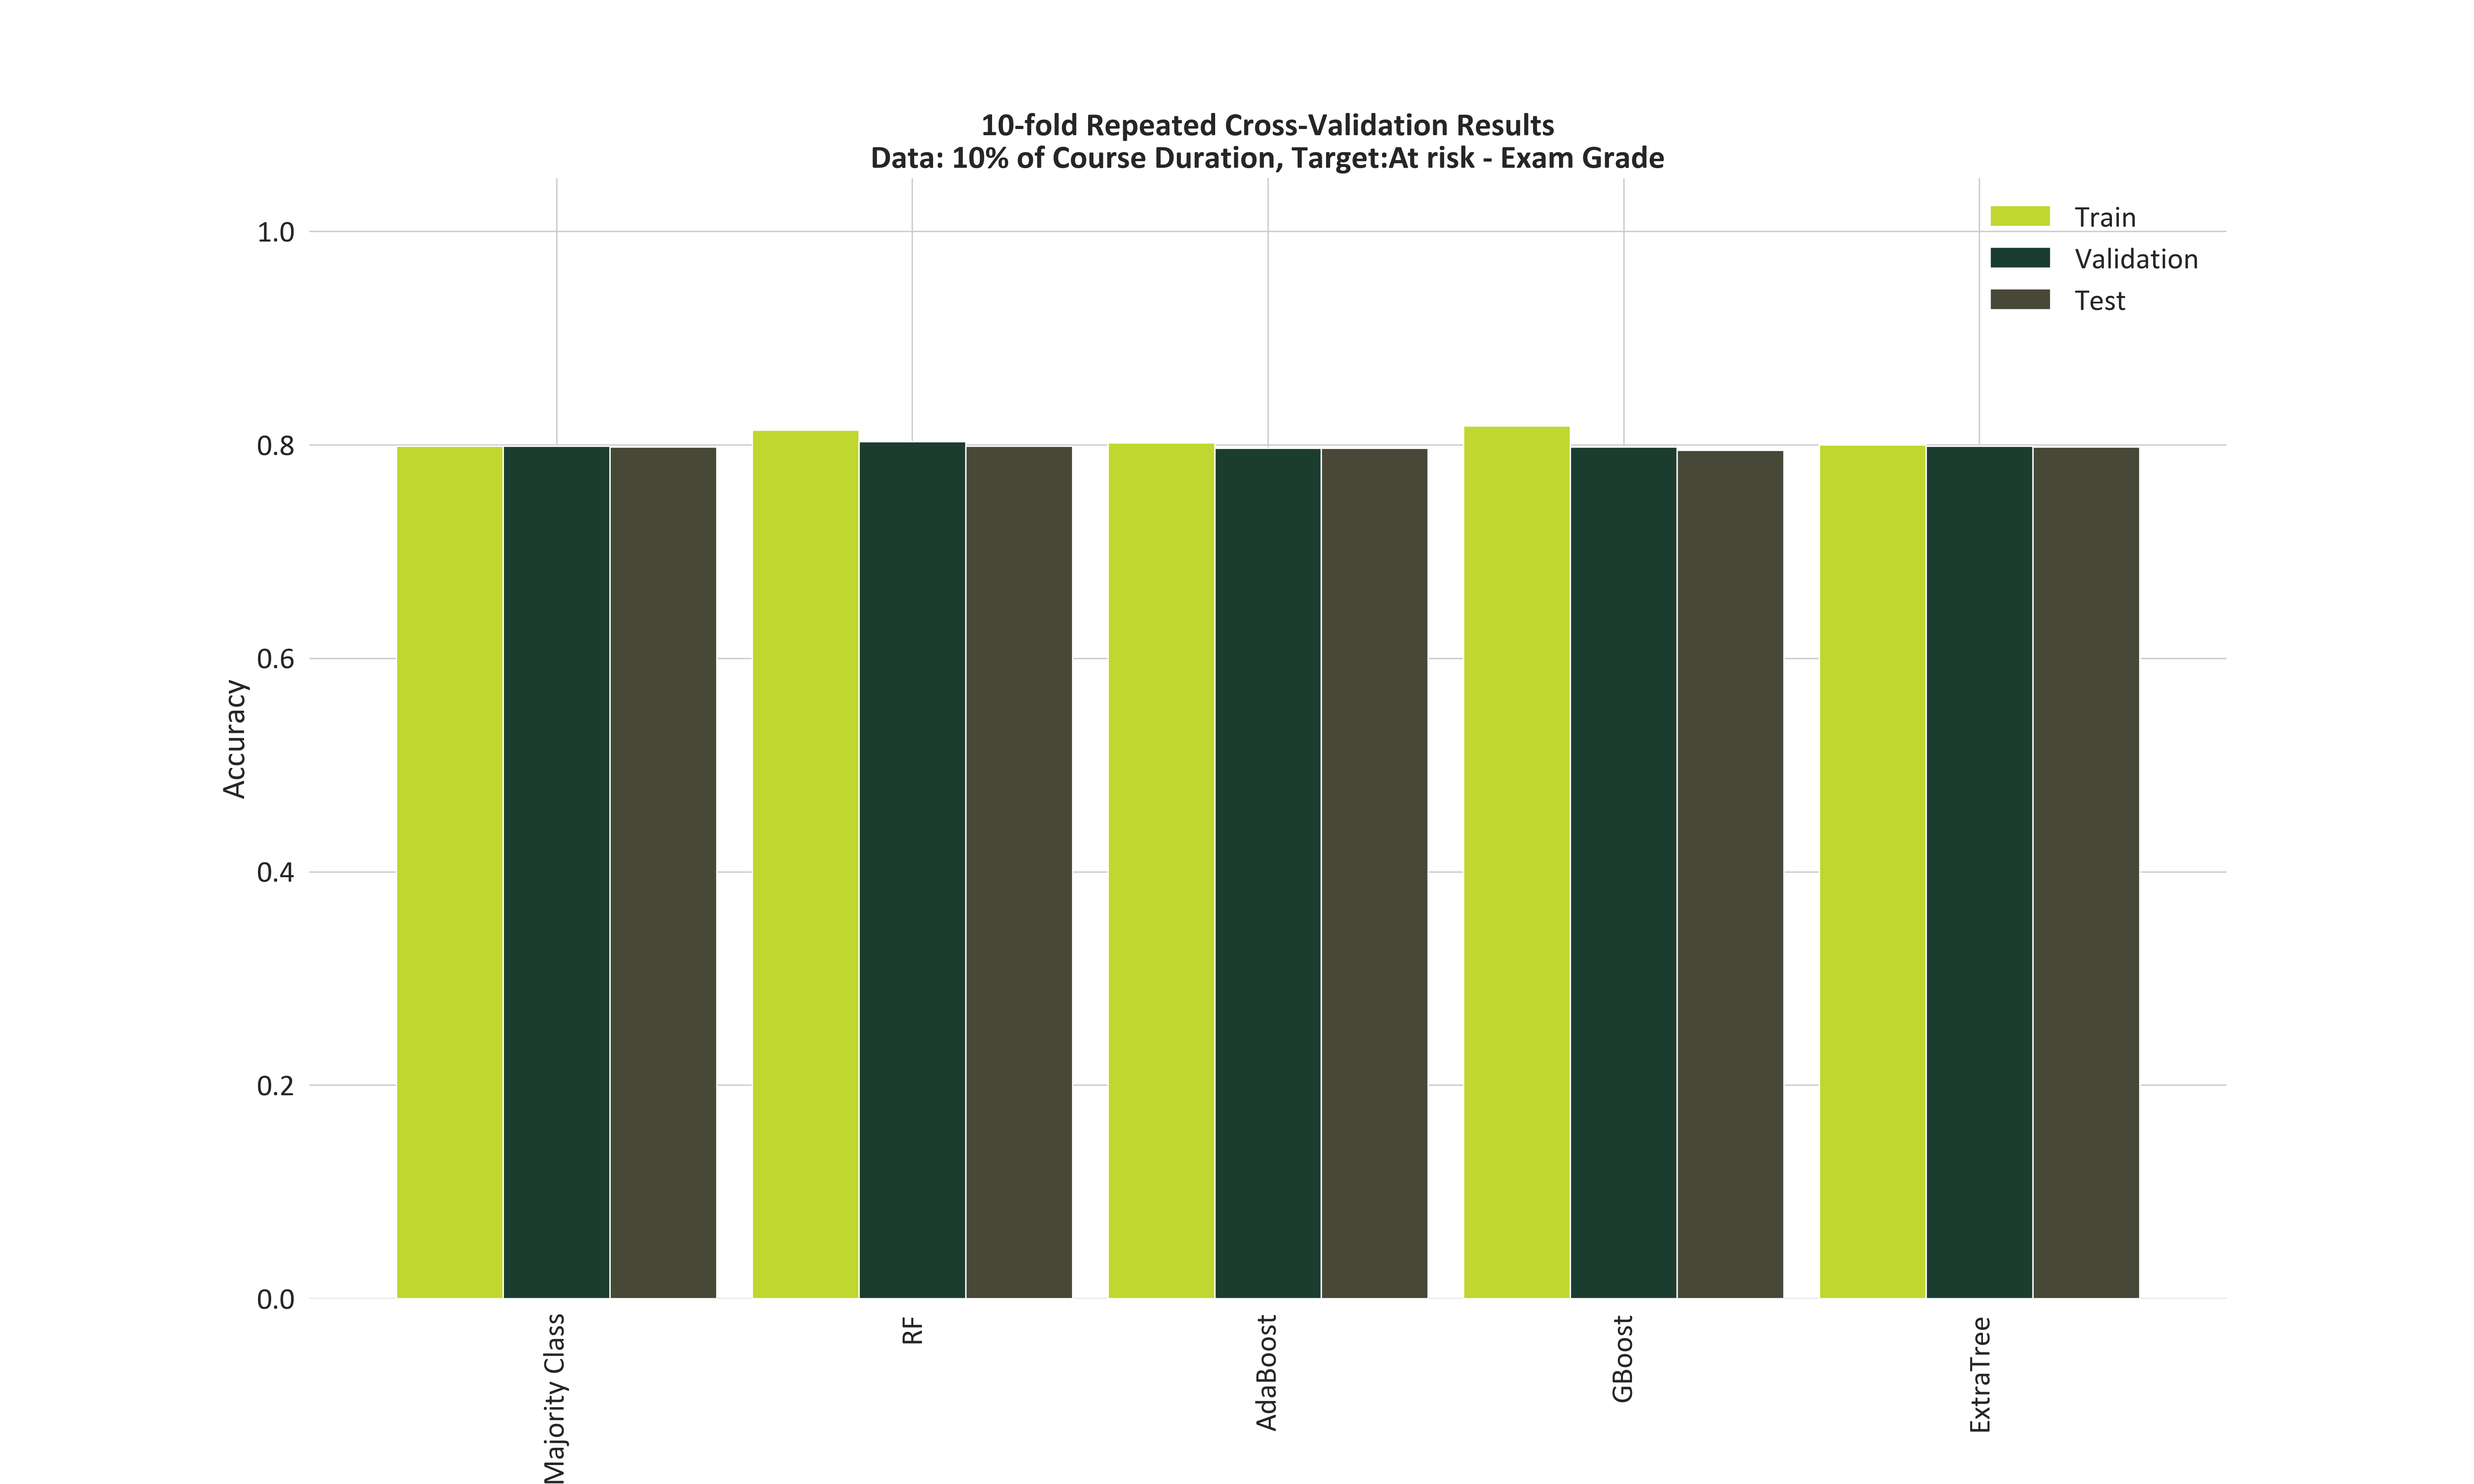 10-fold Repeated Cross-Validation Results
Data: 10% of Course Duration, Target:At risk - Exam Grade
Train
Validation
Test
1.0
0.8
0.6
0.4
0.2
0.0
Accuracy
Majority Class
RF
AdaBoost
GBoost
ExtraTree